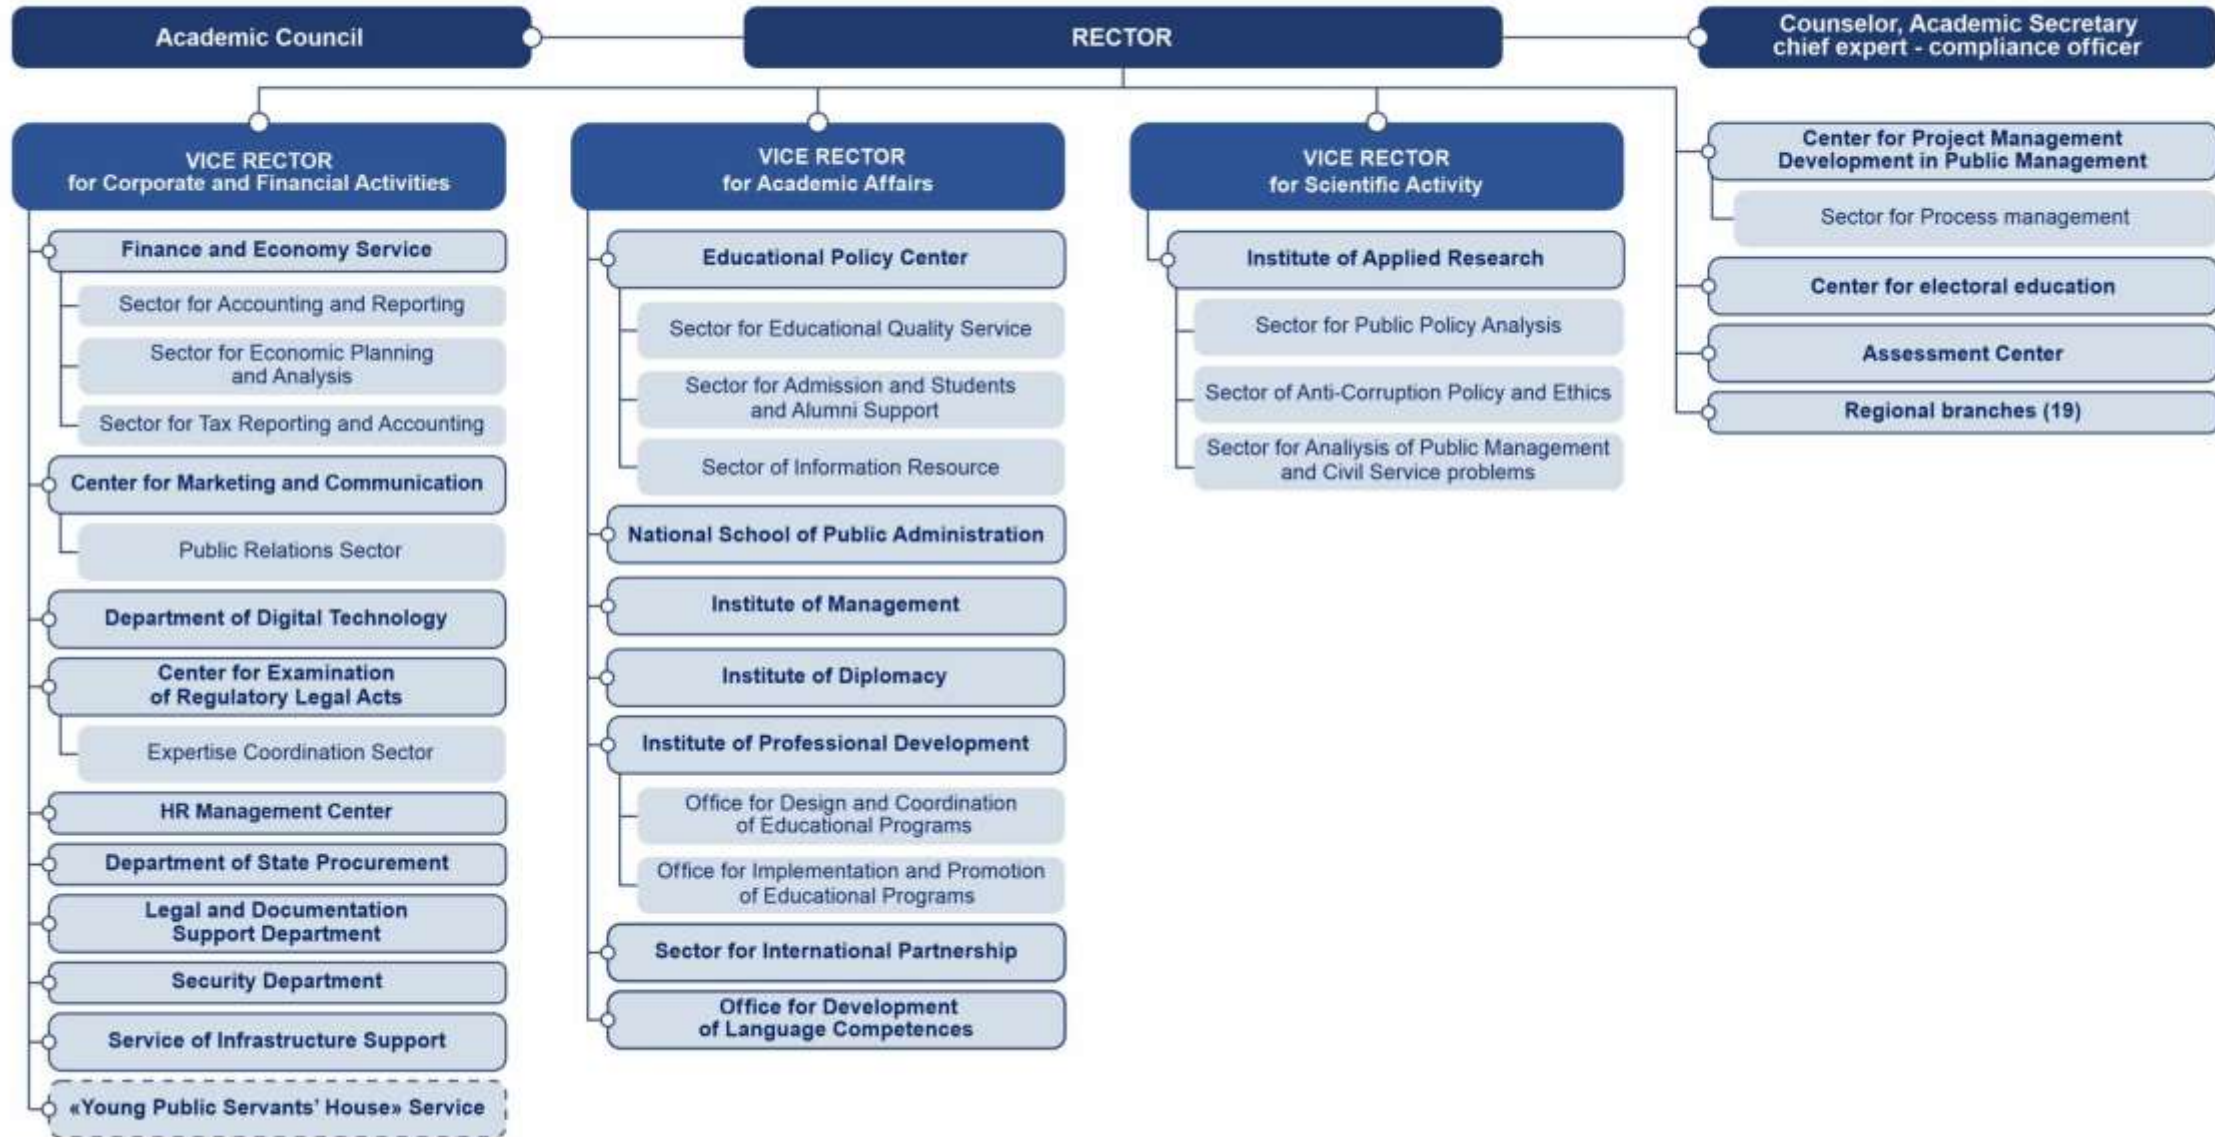 Academic Council
RECTOR
Counselor, Academic Secretary
chief expert - compliance officer
VICE RECTOR
for Corporate and Financial Activities
Finance and Economy Service
Sector for Accounting and Reporting
Sector for Economic Planning
and Analysis
Sector for Tax Reporting and Accounting
Center for Marketing and Communication
Public Relations Sector
Department of Digital Technology
Center for Examination
of Regulatory Legal Acts
Expertise Coordination Sector
HR Management Center
Department of State Procurement
Legal and Documentation
Support Department
Security Department
Service of Infrastructure Support
«Young Public Servants’ House» Service
VICE RECTOR
for Academic Affairs
Educational Policy Center
Sector for Educational Quality Service
Sector for Admission and Students
and Alumni Support
Sector of Information Resource
National School of Public Administration
Institute of Management
Institute of Diplomacy
Institute of Professional Development
Office for Design and Coordination
of Educational Programs
Office for Implementation and Promotion
of Educational Programs
Sector for International Partnership
Office for Development
of Language Competences
VICE RECTOR
for Scientific Activity
Institute of Applied Research
Sector for Public Policy Analysis
Sector of Anti-Corruption Policy and Ethics
Sector for Analiysis of Public Management
and Civil Service problems
Center for Project Management
Development in Public Management
Sector for Process management
Center for electoral education
Assessment Center
Regional branches (19)